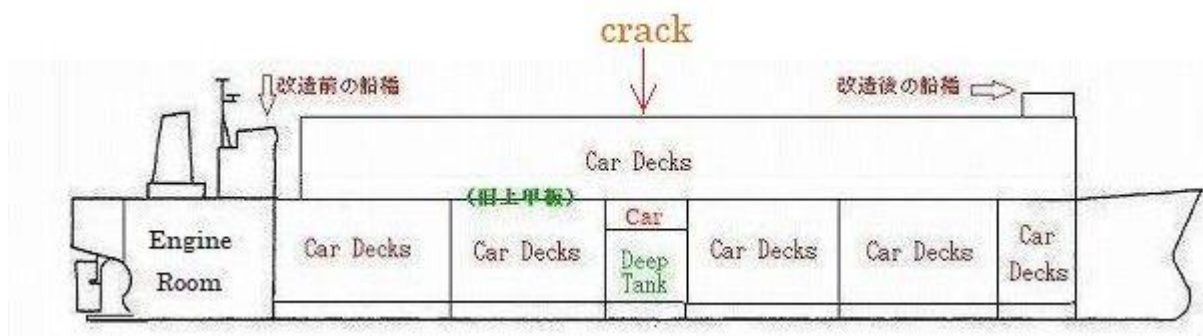 crack
改造前の船橋
改造後の船橋
Car Decks
(旧上甲板)
Engine
Room
Car Decks
Car Decks
Car
Deep
Tank
Car Decks
Car Decks
Car
Decks